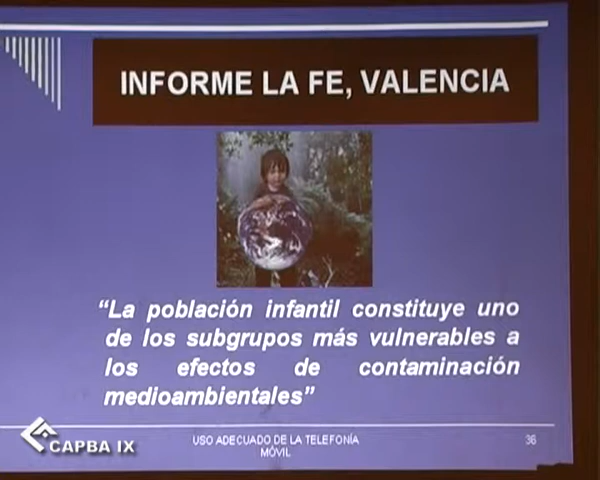 INFORME LA FE, VALENCIA
“La población infantil constituye uno
de los subgrupos más vulnerables a
los efectos de contaminación
medioambientales”
CAPBA IX
USO ADECUADO DE LA TELEFONÍA
MÓVIL
36